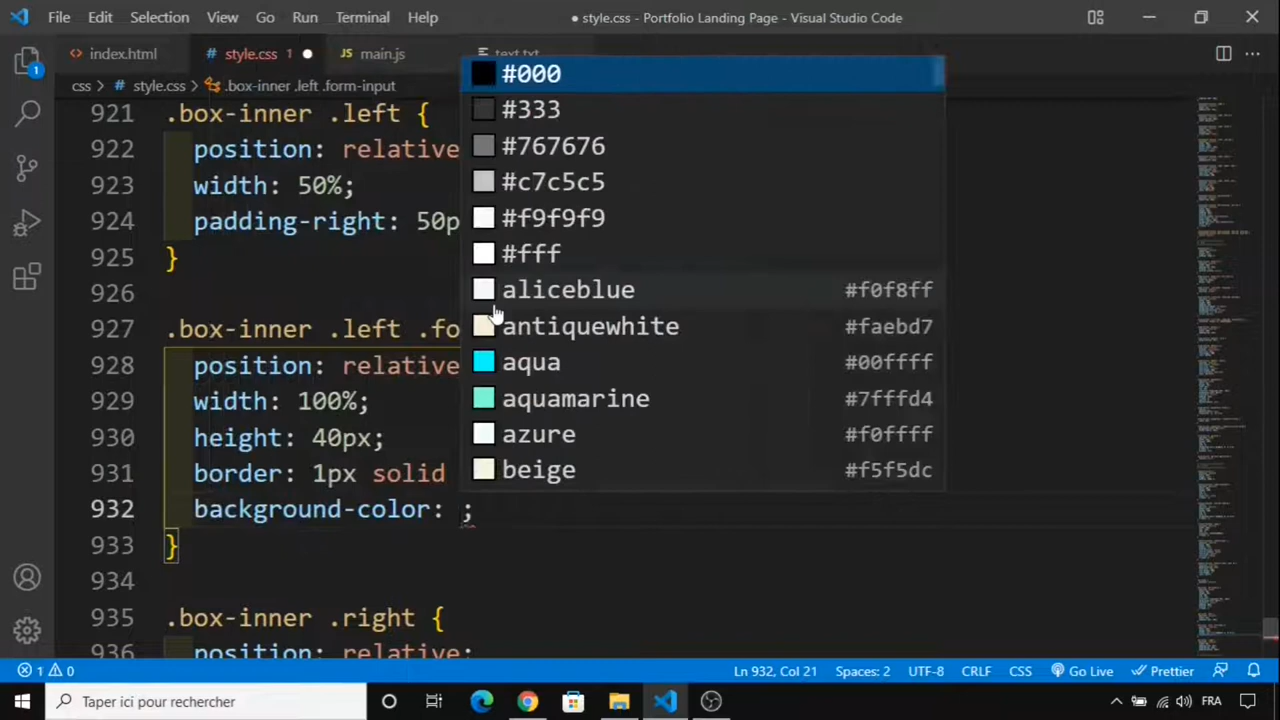 File Edit Selection View Go Run Terminal Help
● style.css - Portfolio Landing Page - Visual Studio Code
<> index.html
# style.css 1 ●
JS main.js
text.txt
1
css > # style.css > .box-inner .left .form-input
921 .box-inner .left {
922 position: relative
923 width: 50%;
924 padding-right: 50p
925 }
926
927 .box-inner .left .fo
928 position: relative
929 width: 100%;
930 height: 40px;
931 border: 1px solid
932 background-color: ;
933 }
934
935 .box-inner .right {
936 position: relative;
#000
#333
#767676
#c7c5c5
#f9f9f9
#fff
aliceblue #f0f8ff
antiquewhite #faebd7
aqua #00ffff
aquamarine #7fffd4
azure #f0ffff
beige #f5f5dc
1 0 Ln 932, Col 21 Spaces: 2 UTF-8 CRLF CSS Go Live Prettier
Taper ici pour rechercher
FRA